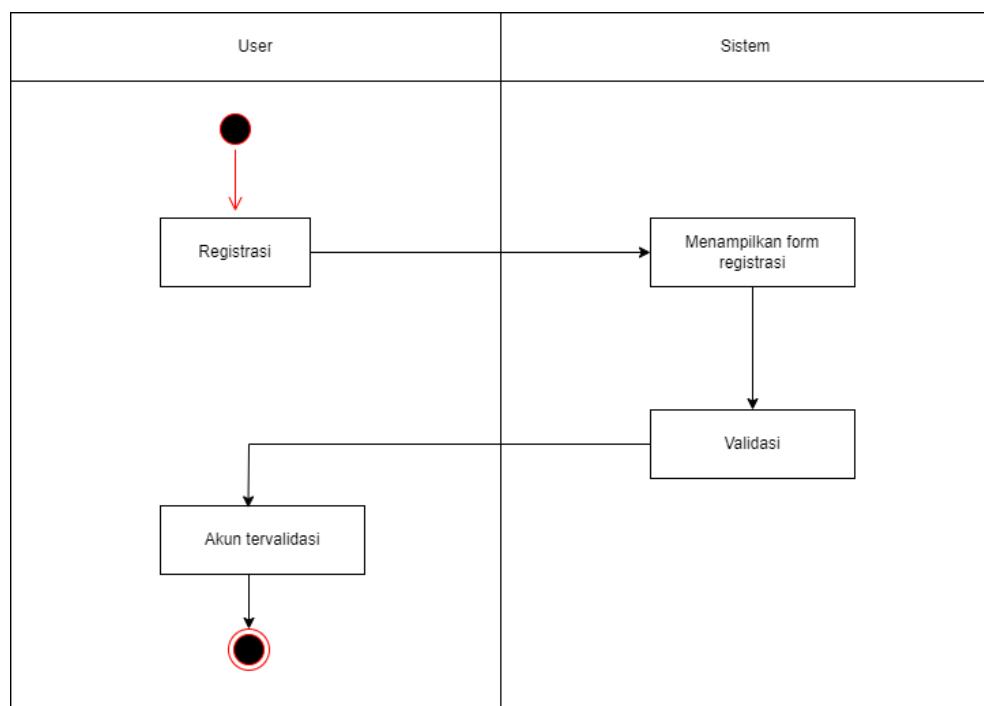 User
Sistem
Registrasi
Menampilkan form
registrasi
Validasi
Akun tervalidasi